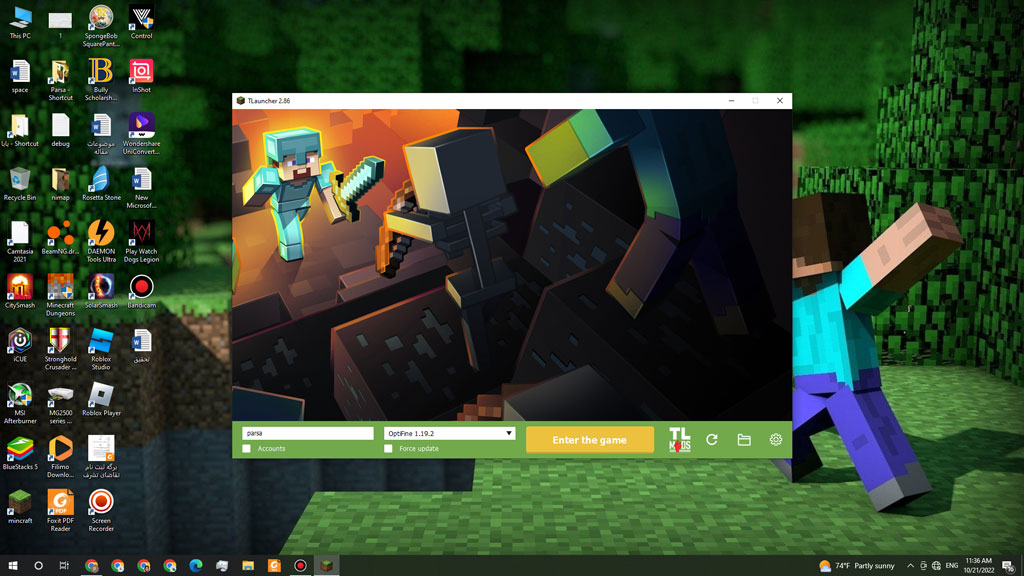 This PC
1
SpongeBob
SquarePant...
Control
space
Parsa -
Shortcut
Bully
Scholarsh...
InShot
بابا - Shortcut
debug
موضوعات
مقاله
Wondershare
UniConvert...
Recycle Bin
nimap
Rosetta Stone
New
Microsof...
Camtasia
2021
BeamNG.dr...
DAEMON
Tools Ultra
Play Watch
Dogs Legion
CitySmash
Minecraft
Dungeons
SolarSmash
Bandicam
iCUE
Stronghold
Crusader ...
Roblox
Studio
تحقیق
MSI
Afterburner
MG2500
series ...
Roblox Player
BlueStacks 5
Filimo
Downlo...
برگه ثبت نام
تقاضای تشرف
mincraft
PDF
Foxit PDF
Reader
Screen
Recorder
TLauncher 2.86
parsa
OptiFine 1.19.2
Accounts
Force update
Enter the game
TL
MODS
74°F Partly sunny
ENG
11:36 AM
10/21/2022
16